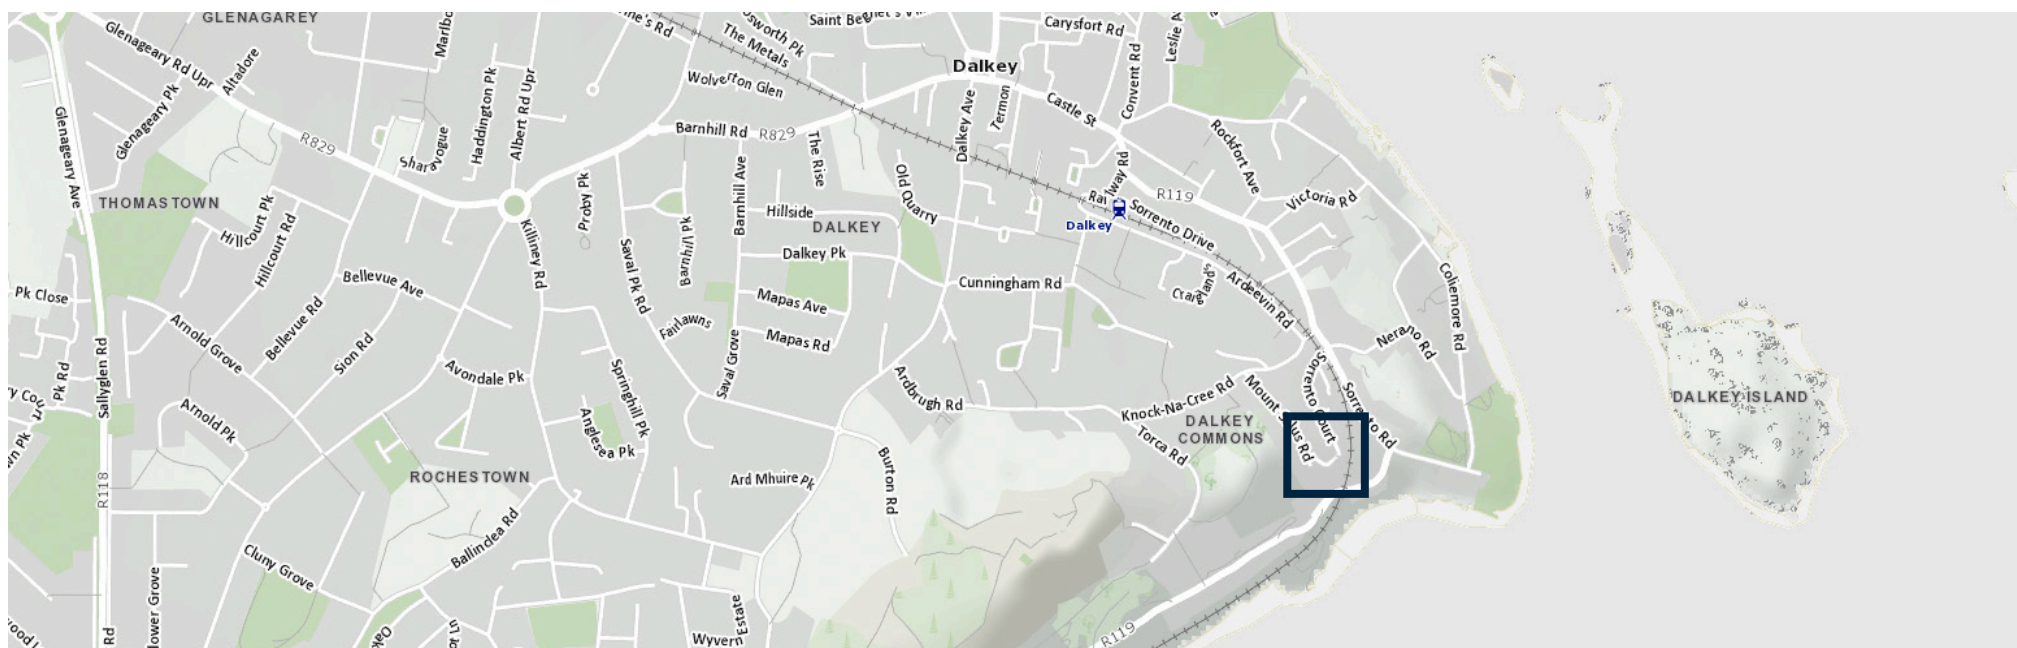 GLENAGAREY
Glenageary Rd Upr
Altadore
Glenageary Pk
Glenageary Ave
R829
THOMASTOWN
Hillcourt Pk
Hillcourt Rd
Haddington Pk
Albert Rd Upr
The Metals
Wolverton Glen
Barnhill Rd
R829
The Rise
Dalkey
Dalkey Ave
Termon
Castle St
Carysfort Rd
Convent Rd
Rockfort Ave
Victoria Rd
R119
Railway Rd
Sorrento Drive
Dalkey
Old Quarry
Hillside
DALKEY
Dalkey Pk
Barnhill Ave
Barnhill Pk
Proby Pk
Saval Pk Rd
Killiney Rd
Bellevue Ave
Bellevue Rd
Sion Rd
Pk Close
Arnold Grove
Sallyglen Rd
Pk Rd
Arnold Pk
Avondale Pk
Springhill Pk
Anglesea Pk
Fairlawns
Saval Grove
Mapas Ave
Mapas Rd
Cunningham Rd
Craiglands
Ardeevin Rd
Nerano Rd
Coliemore Rd
Sorrento Court
Sorrento Rd
Ardbrugh Rd
Knock-Na-Cree Rd
Torca Rd
DALKEY
COMMONS
DALKEY ISLAND
ROCHESTOWN
Ard Mhuire Pk
Burton Rd
Ballinclea Rd
Cluny Grove
R118
Rd
Wyvern
Estate
R119